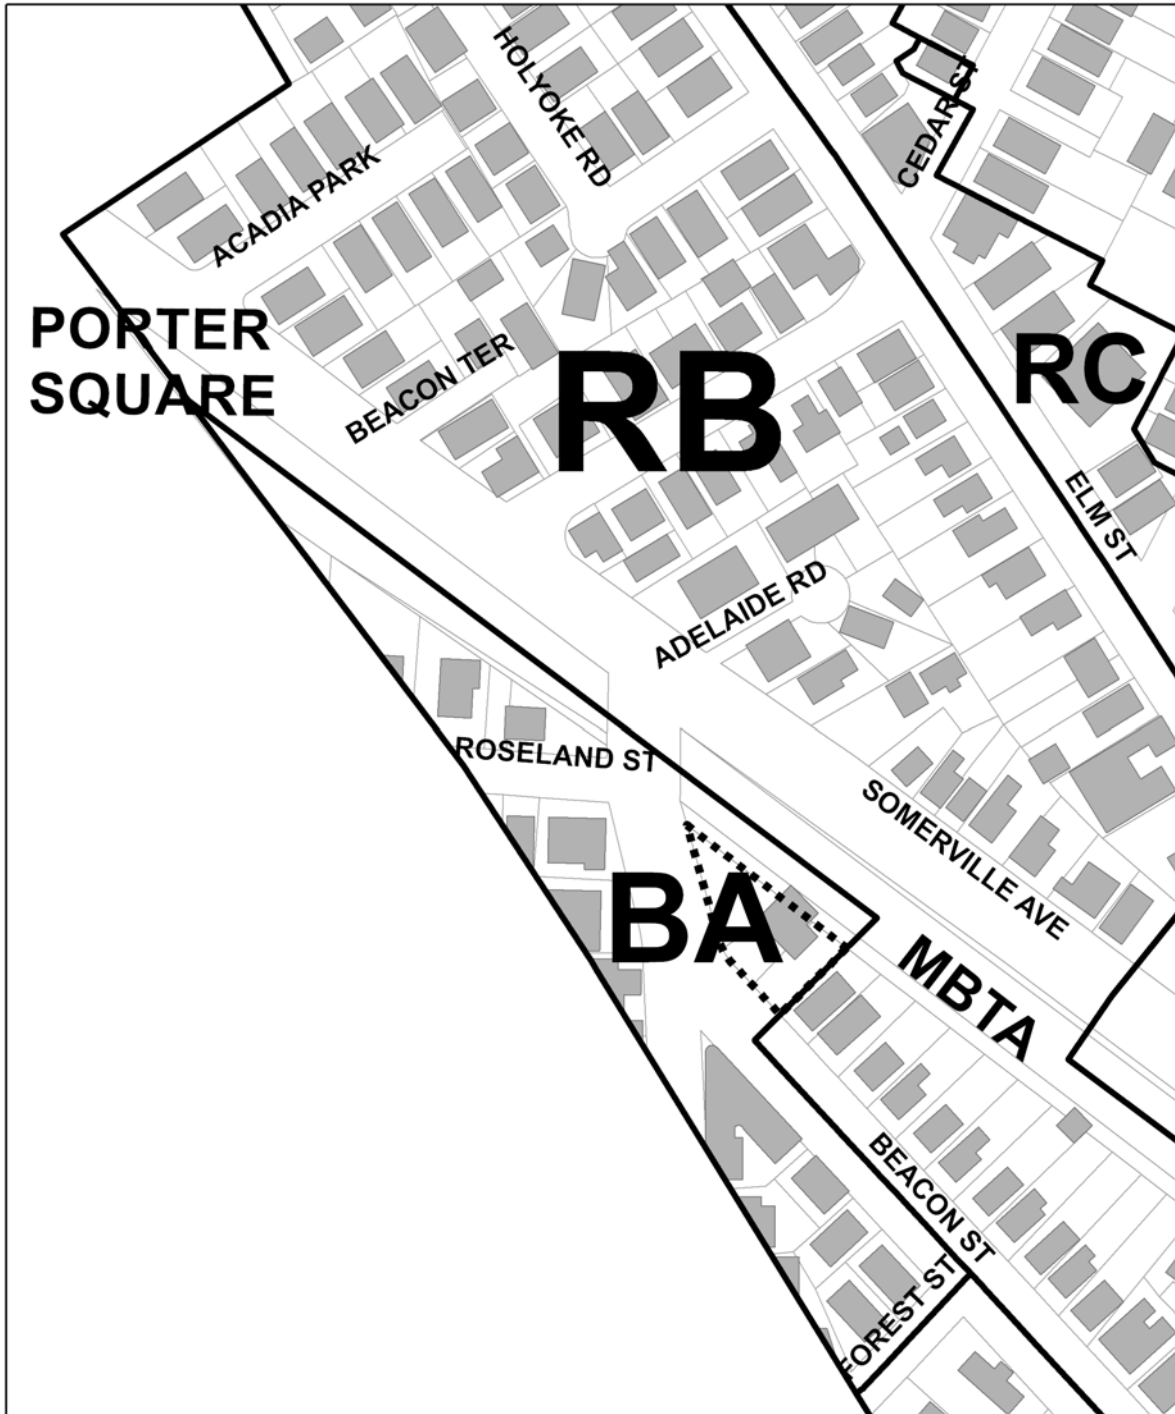 HOLYOKE RD
CEDAR ST
ACADIA PARK
PORTER
SQUARE
BEACON TER
RB
RC
ELM ST
ADELAIDE RD
ROSELAND ST
SOMERVILLE AVE
BA
MBTA
BEACON ST
FOREST ST